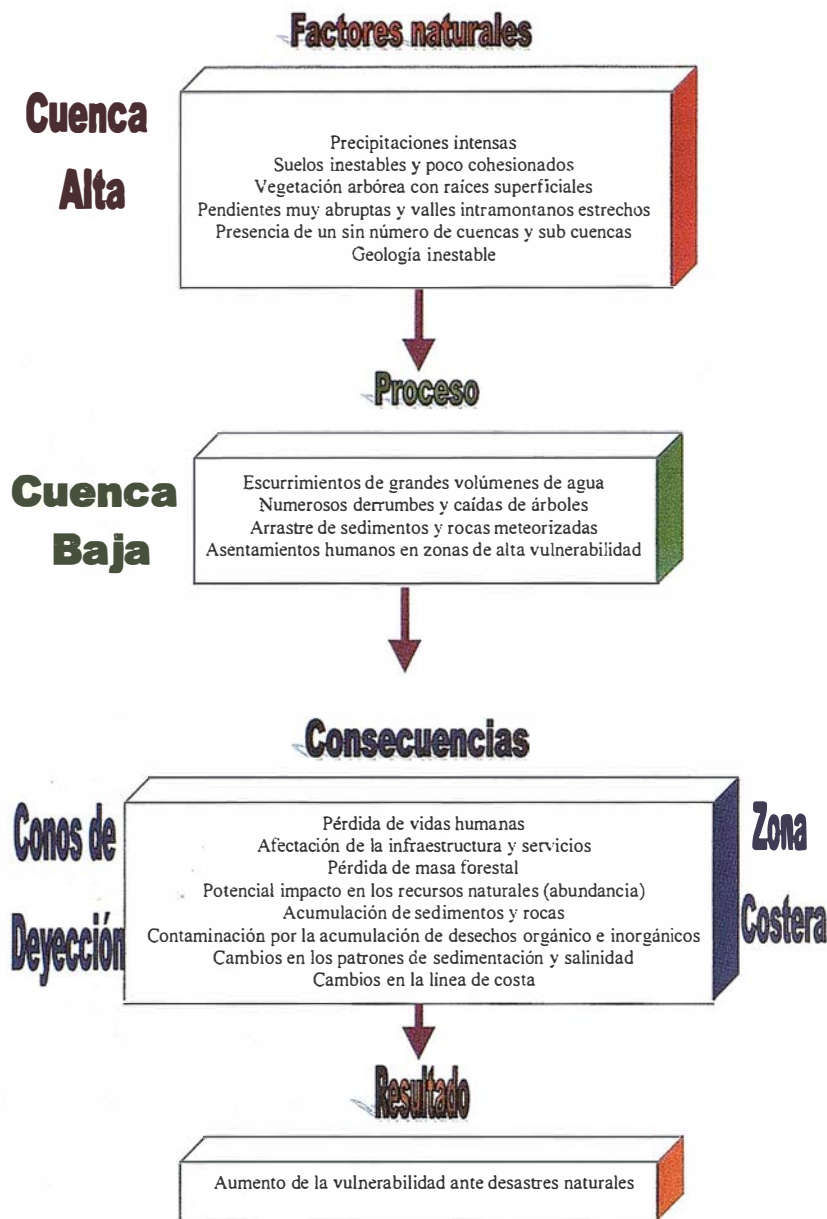 Factores naturales
Cuenca
Alta
Precipitaciones intensas
Suelos inestables y poco cohesionados
Vegetación arbórea con raíces superficiales
Pendientes muy abruptas y valles intramontanos estrechos
Presencia de un sin número de cuencas y sub cuencas
Geología inestable
Proceso
Cuenca
Baja
Escurrimientos de grandes volúmenes de agua
Numerosos derrumbes y caídas de árboles
Arrastre de sedimentos y rocas meteorizadas
Asentamientos humanos en zonas de alta vulnerabilidad
Consecuencias
Conos de
Deyección
Pérdida de vidas humanas
Afectación de la infraestructura y servicios
Pérdida de masa forestal
Potencial impacto en los recursos naturales (abundancia)
Acumulación de sedimentos y rocas
Contaminación por la acumulación de desechos orgánico e inorgánicos
Cambios en los patrones de sedimentación y salinidad
Cambios en la línea de costa
Zona
Costera
Resultado
Aumento de la vulnerabilidad ante desastres naturales